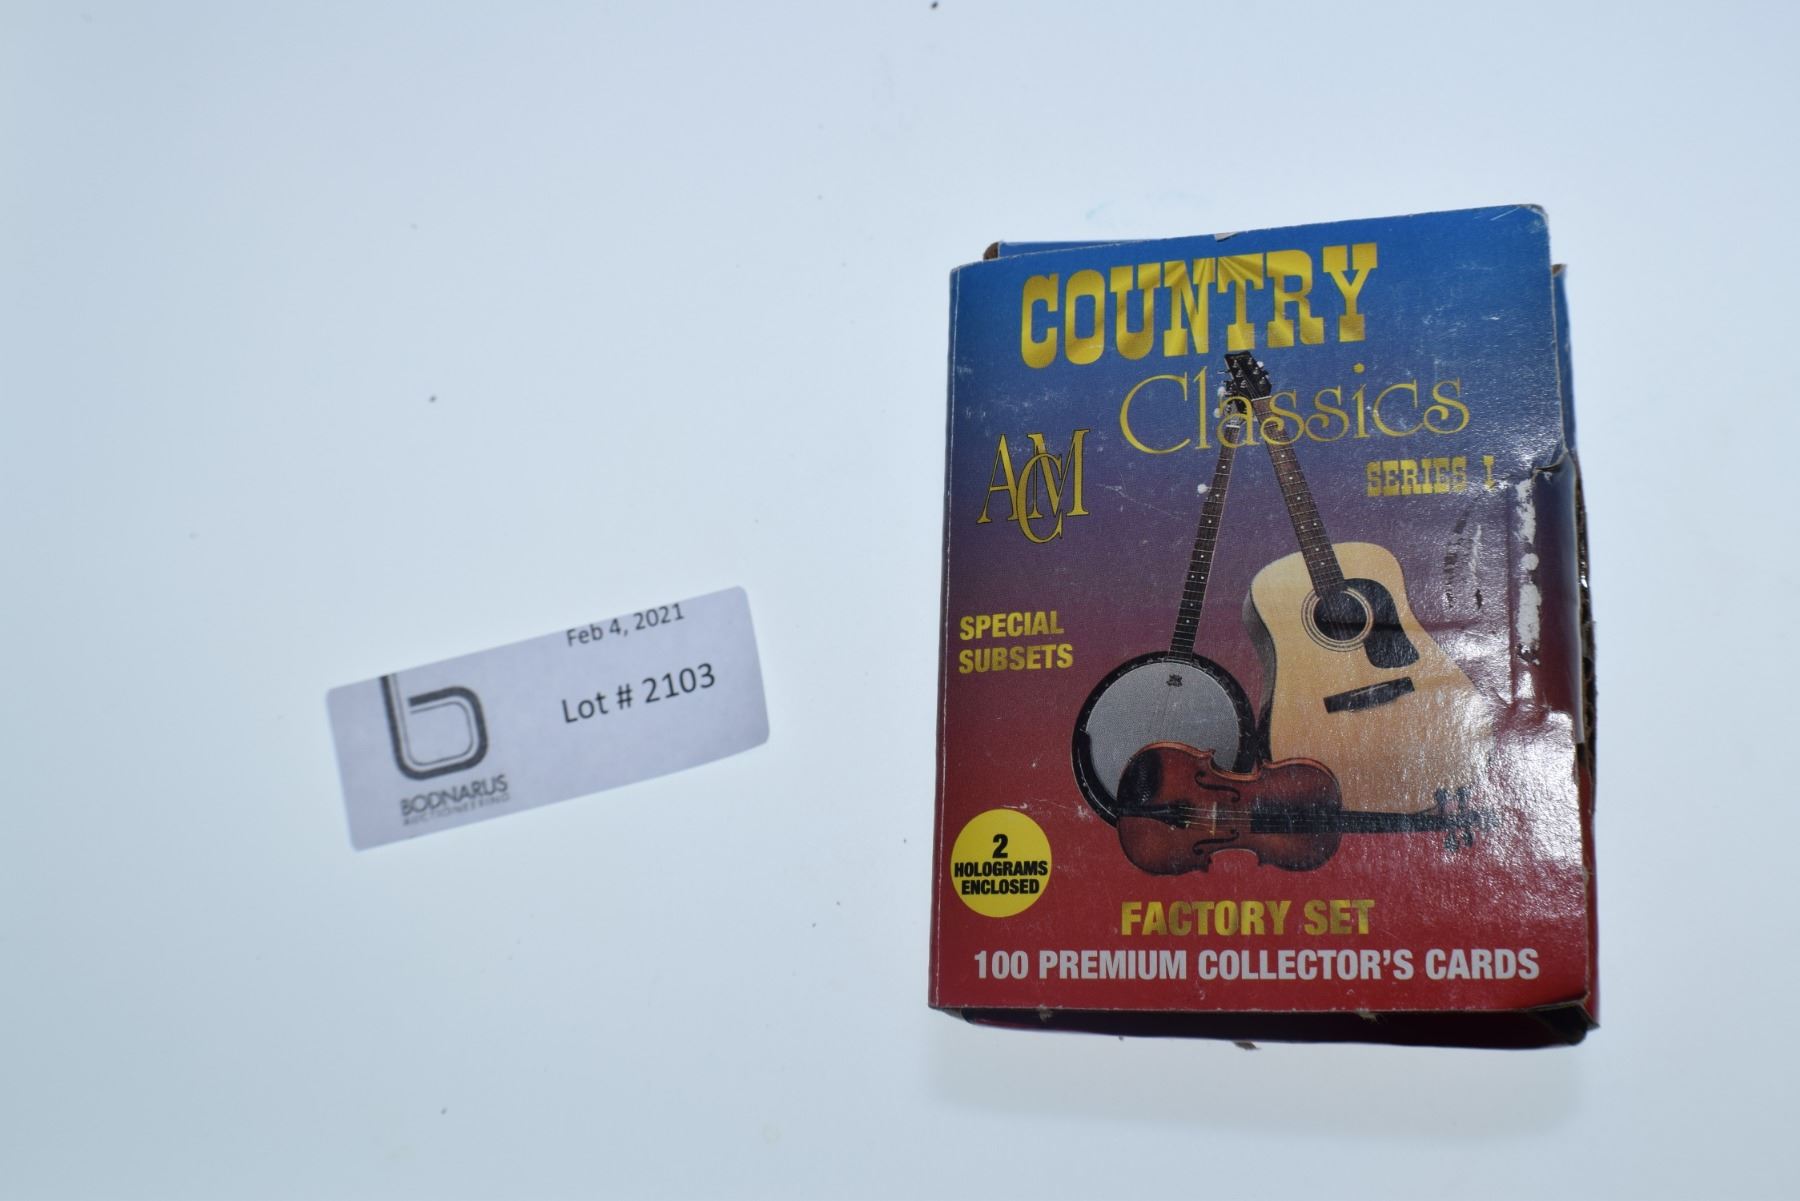 Feb 4, 2021
Lot # 2103
BODNARUS
AUCTIONEERING
COUNTRY
Classics
ACM
SERIES I
SPECIAL
SUBSETS
2
HOLOGRAMS
ENCLOSED
FACTORY SET
100 PREMIUM COLLECTOR'S CARDS